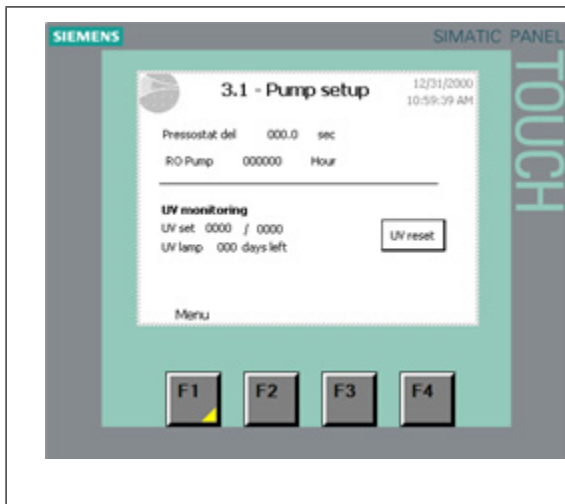 SIEMENS
SIMATIC PANEL
TOUCH
3.1 - Pump setup
12/31/2000
10:59:39 AM
Pressostat del 000.0 sec
RO Pump 000000 Hour
UV monitoring
UV set 0000 / 0000
UV lamp 000 days left
UV reset
Menu
F1 F2 F3 F4